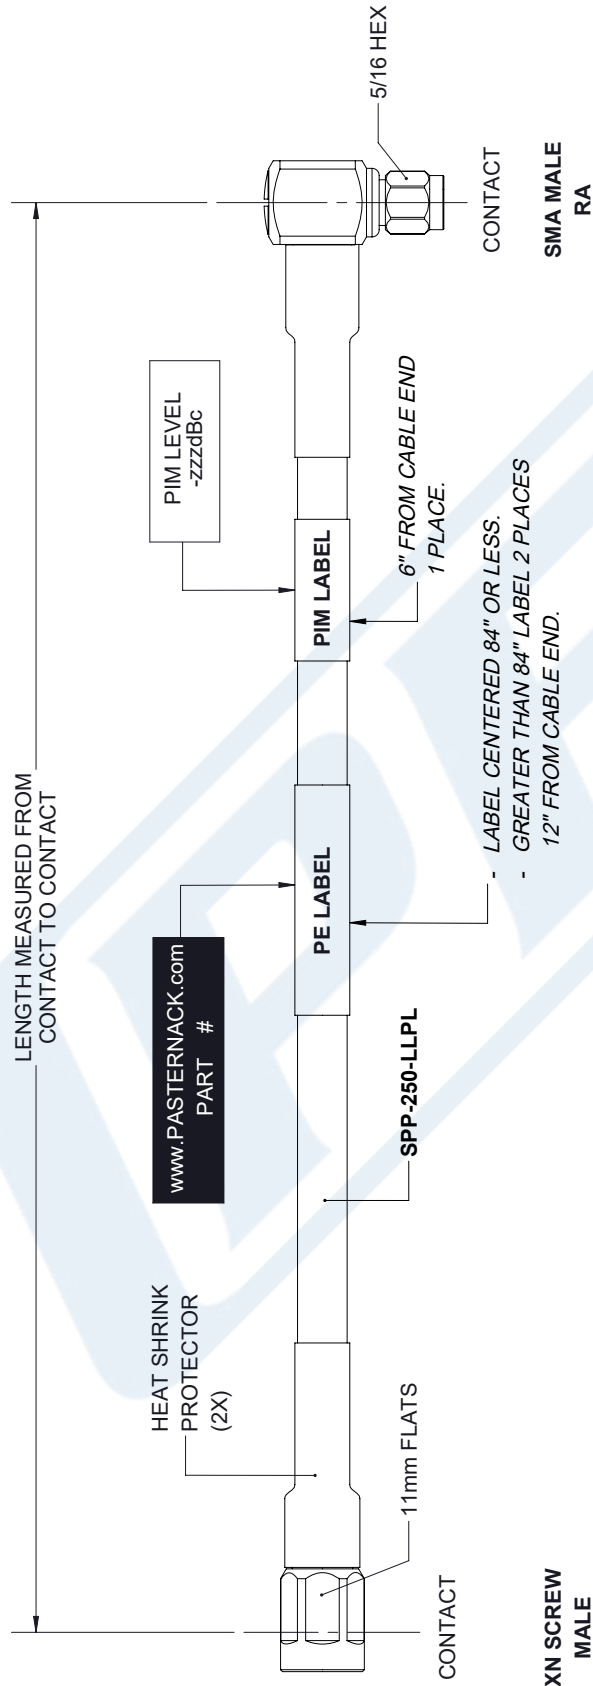 LENGTH MEASURED FROM
CONTACT TO CONTACT
HEAT SHRINK
PROTECTOR
(2X)
www.PASTERNACK.com
PART #
PIM LEVEL
-zzzdBc
PE LABEL
PIM LABEL
11mm FLATS
SPP-250-LLPL
6" FROM CABLE END
1 PLACE.
5/16 HEX
- LABEL CENTERED 84" OR LESS.
- GREATER THAN 84" LABEL 2 PLACES
12" FROM CABLE END.
CONTACT
CONTACT
XN SCREW
MALE
SMA MALE
RA